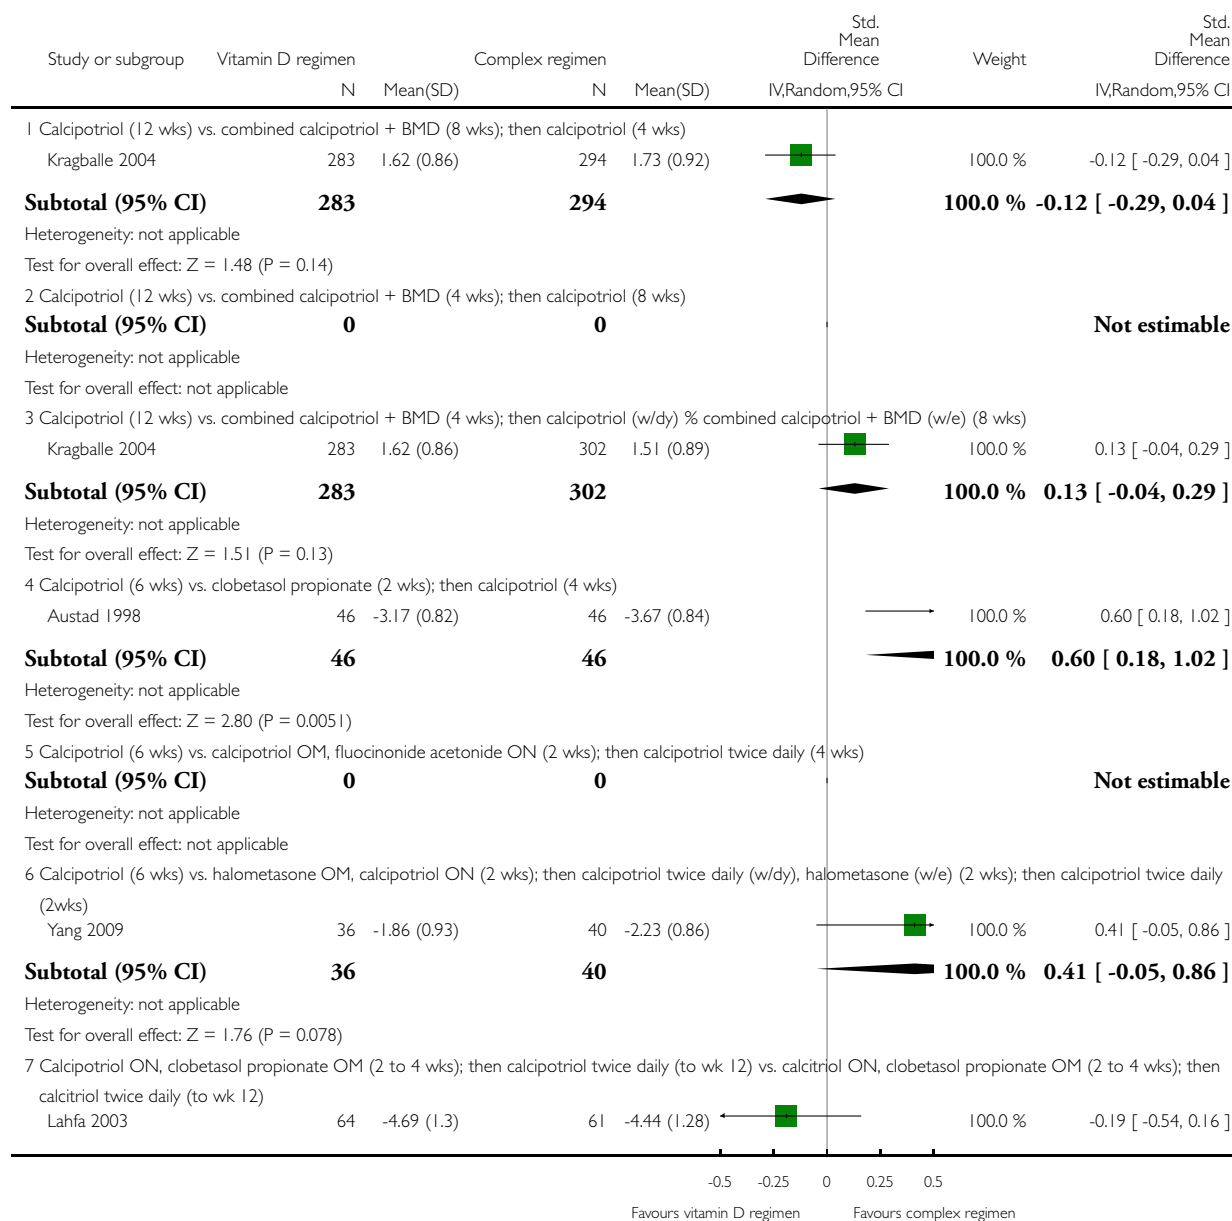 Std. Mean Difference Std. Mean Difference
Study or subgroup Vitamin D regimen Complex regimen Weight
N Mean(SD) N Mean(SD) IV,Random,95% CI IV,Random,95% CI
1 Calcipotriol (12 wks) vs. combined calcipotriol + BMD (8 wks); then calcipotriol (4 wks)
Kragballe 2004 283 1.62 (0.86) 294 1.73 (0.92) 100.0 % -0.12 [ -0.29, 0.04 ]
Subtotal (95% CI) 283 294 100.0 % -0.12 [ -0.29, 0.04 ]
Heterogeneity: not applicable
Test for overall effect: Z = 1.48 (P = 0.14)
2 Calcipotriol (12 wks) vs. combined calcipotriol + BMD (4 wks); then calcipotriol (8 wks)
Subtotal (95% CI) 0 0 Not estimable
Heterogeneity: not applicable
Test for overall effect: not applicable
3 Calcipotriol (12 wks) vs. combined calcipotriol + BMD (4 wks); then calcipotriol (w/dy) % combined calcipotriol + BMD (w/e) (8 wks)
Kragballe 2004 283 1.62 (0.86) 302 1.51 (0.89) 100.0 % 0.13 [ -0.04, 0.29 ]
Subtotal (95% CI) 283 302 100.0 % 0.13 [ -0.04, 0.29 ]
Heterogeneity: not applicable
Test for overall effect: Z = 1.51 (P = 0.13)
4 Calcipotriol (6 wks) vs. clobetasol propionate (2 wks); then calcipotriol (4 wks)
Austad 1998 46 -3.17 (0.82) 46 -3.67 (0.84) 100.0 % 0.60 [ 0.18, 1.02 ]
Subtotal (95% CI) 46 46 100.0 % 0.60 [ 0.18, 1.02 ]
Heterogeneity: not applicable
Test for overall effect: Z = 2.80 (P = 0.0051)
5 Calcipotriol (6 wks) vs. calcipotriol OM, fluocinonide acetonide ON (2 wks); then calcipotriol twice daily (4 wks)
Subtotal (95% CI) 0 0 Not estimable
Heterogeneity: not applicable
Test for overall effect: not applicable
6 Calcipotriol (6 wks) vs. halometasone OM, calcipotriol ON (2 wks); then calcipotriol twice daily (w/dy), halometasone (w/e) (2 wks); then calcipotriol twice daily
(2wks)
Yang 2009 36 -1.86 (0.93) 40 -2.23 (0.86) 100.0 % 0.41 [ -0.05, 0.86 ]
Subtotal (95% CI) 36 40 100.0 % 0.41 [ -0.05, 0.86 ]
Heterogeneity: not applicable
Test for overall effect: Z = 1.76 (P = 0.078)
7 Calcipotriol ON, clobetasol propionate OM (2 to 4 wks); then calcipotriol twice daily (to wk 12) vs. calcitriol ON, clobetasol propionate OM (2 to 4 wks); then
calcitriol twice daily (to wk 12)
Lahfa 2003 64 -4.69 (1.3) 61 -4.44 (1.28) 100.0 % -0.19 [ -0.54, 0.16 ]
-0.5 -0.25 0 0.25 0.5
Favours vitamin D regimen Favours complex regimen